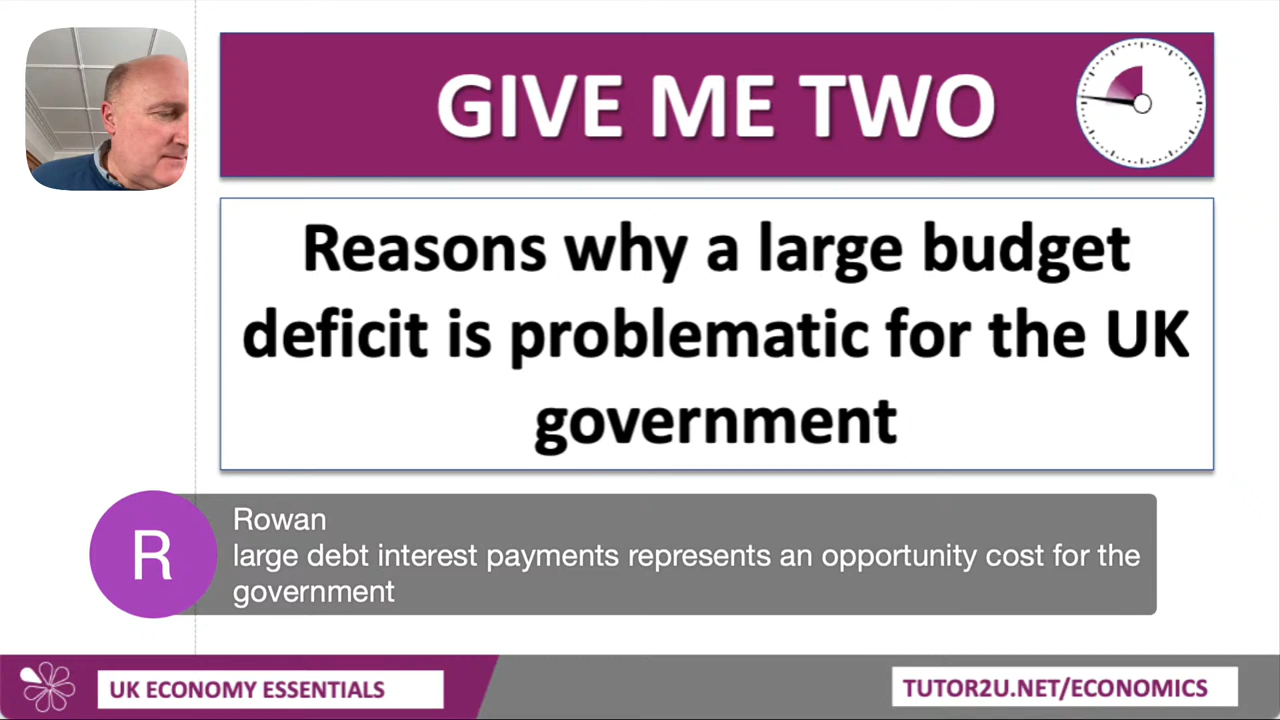 GIVE ME TWO
Reasons why a large budget
deficit is problematic for the UK
government
R
Rowan
large debt interest payments represents an opportunity cost for the
government
UK ECONOMY ESSENTIALS
TUTOR2U.NET/ECONOMICS